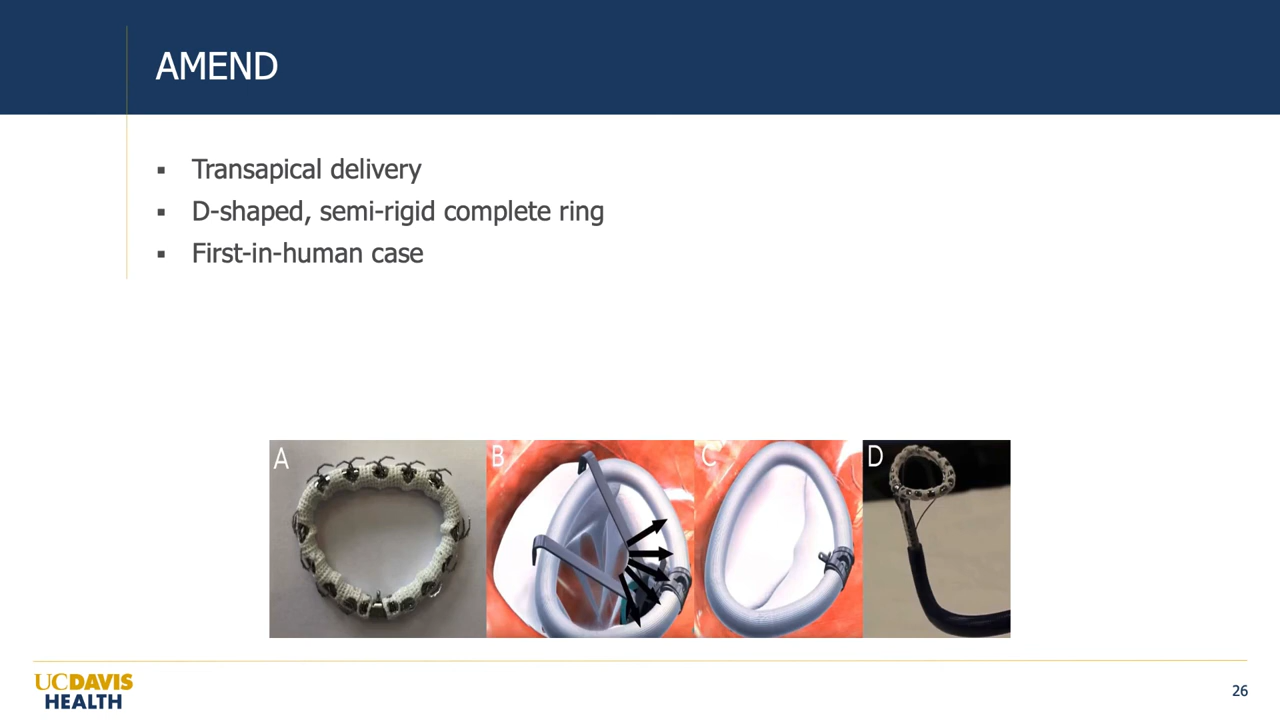 AMEND
▪ Transapical delivery
▪ D-shaped, semi-rigid complete ring
▪ First-in-human case
A B C D
UCDAVIS
HEALTH
26